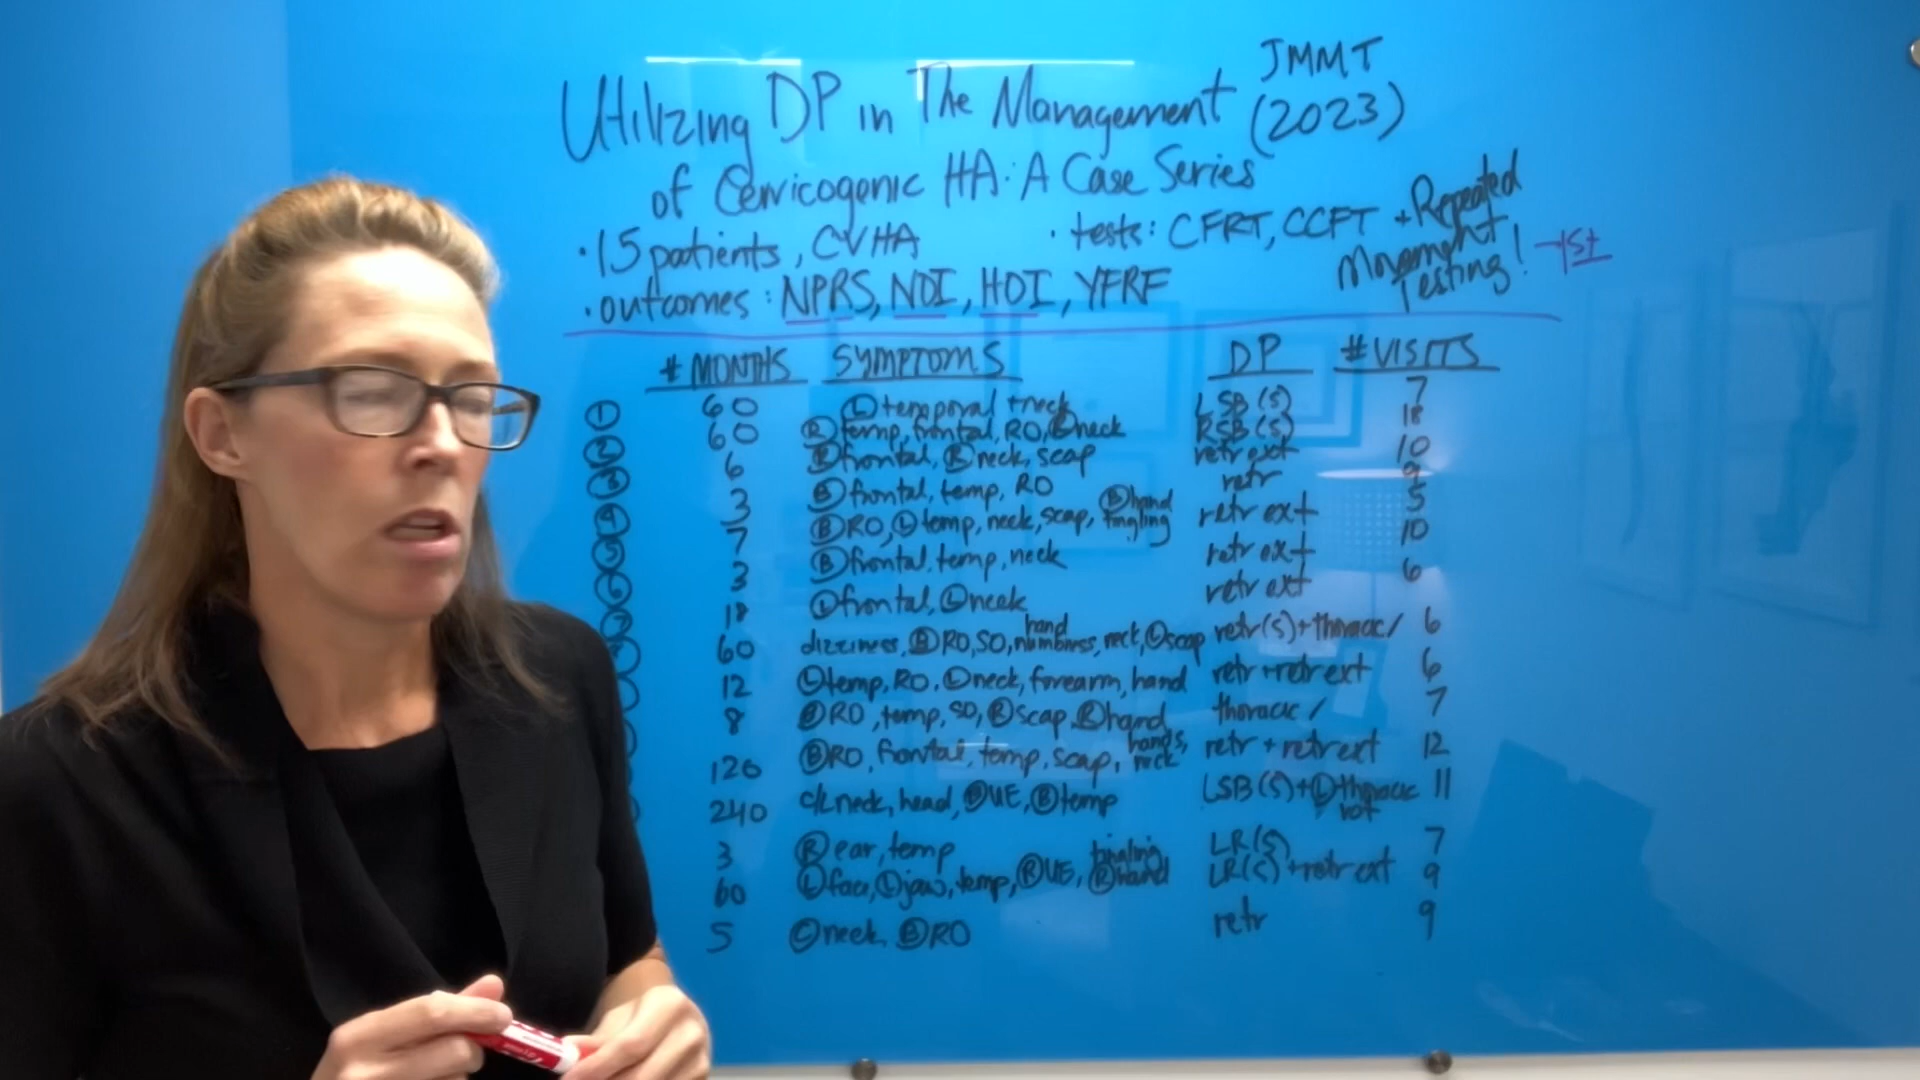 Utilizing DP in The Management JMMT
(2023)
of Cervicogenic HA: A Case Series
· 15 patients, CVHA
· tests: CFRT, CCFT + Repeated Movement Testing! → 1st
· outcomes: NPRS, NDI, HDI, YFRF
# MONTHS SYMPTOMS DP # VISITS
① 60 Ⓛ temporal + neck LSB(S) 7
② 60 Ⓡ temp, frontal, RO, neck RSB(S) 18
③ 6 frontal, Ⓡ neck, scap retr ext 10
④ 3 Ⓑ frontal, temp, RO retr 9
⑤ 7 Ⓑ RO, Ⓛ temp, neck, scap, Ⓑ hand tingling retr ext 5
⑥ 3 Ⓑ frontal, temp, neck retr ext 10
⑦ 18 Ⓛ frontal, Ⓛ neck retr ext 6
60 dizziness, Ⓑ RO, SO, hand numbness, neck, Ⓛ scap retr(s) + thoracic / 6
12 Ⓛ temp, RO, Ⓛ neck, forearm, hand retr + retr ext 6
8 Ⓑ RO, temp, SO, Ⓡ scap, Ⓡ hand thoracic / 7
120 Ⓑ RO, frontal, temp, scap, hands, neck retr + retr ext 12
240 c/L neck, head, UE, Ⓑ temp LSB(S) + Ⓛ thoracic rot 11
3 Ⓡ ear, temp LR(S) 7
60 Ⓛ face, Ⓛ jaw, temp, Ⓡ UE, tingling Ⓡ hand LR(S) + retr ext 9
5 neck, Ⓑ RO retr 9